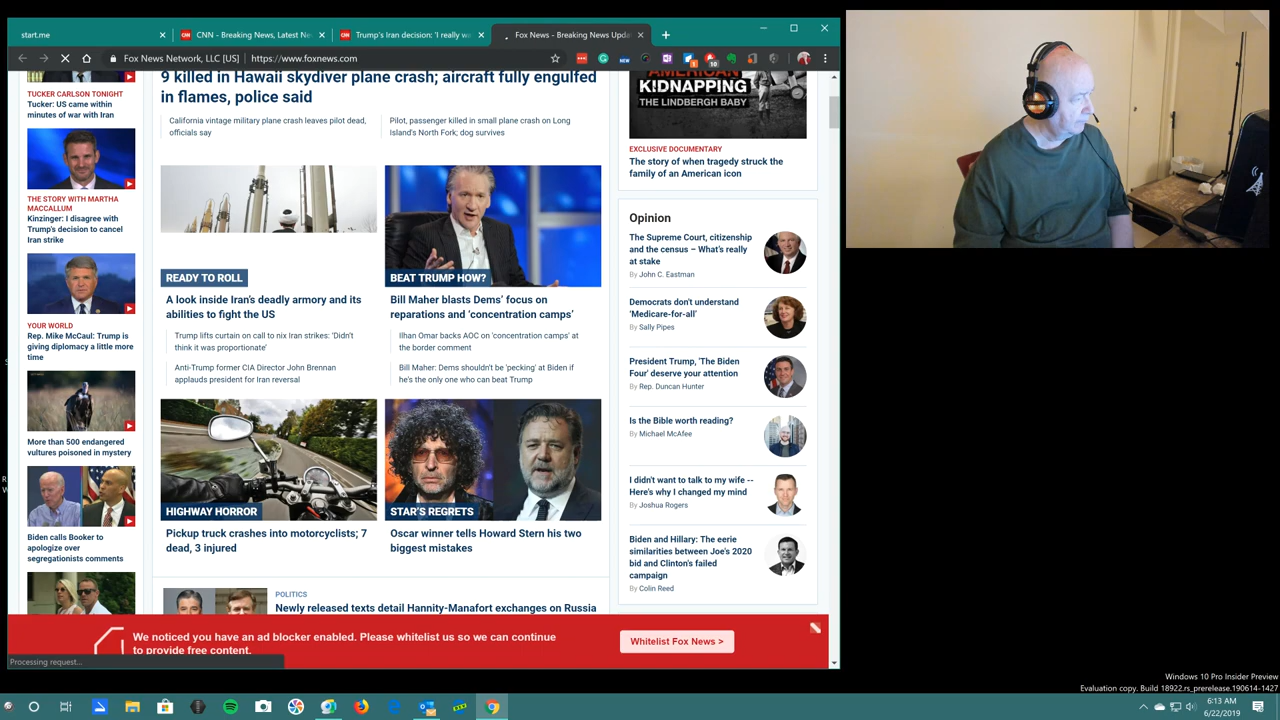 start.me
CNN - Breaking News, Latest Ne
Trump's Iran decision: 'I really w
Fox News - Breaking News Upda
Fox News Network, LLC [US] | https://www.foxnews.com
TUCKER CARLSON TONIGHT
Tucker: US came within
minutes of war with Iran
THE STORY WITH MARTHA
MACCALLUM
Kinzinger: I disagree with
Trump's decision to cancel
Iran strike
YOUR WORLD
Rep. Mike McCaul: Trump is
giving diplomacy a little more
time
More than 500 endangered
vultures poisoned in mystery
Biden calls Booker to
apologize over
segregationists comments
9 killed in Hawaii skydiver plane crash; aircraft fully engulfed
in flames, police said
California vintage military plane crash leaves pilot dead,
officials say
Pilot, passenger killed in small plane crash on Long
Island's North Fork; dog survives
READY TO ROLL
A look inside Iran's deadly armory and its
abilities to fight the US
Trump lifts curtain on call to nix Iran strikes: 'Didn't
think it was proportionate'
Anti-Trump former CIA Director John Brennan
applauds president for Iran reversal
BEAT TRUMP HOW?
Bill Maher blasts Dems' focus on
reparations and 'concentration camps'
Ilhan Omar backs AOC on 'concentration camps' at
the border comment
Bill Maher: Dems shouldn't be 'pecking' at Biden if
he's the only one who can beat Trump
HIGHWAY HORROR
Pickup truck crashes into motorcyclists; 7
dead, 3 injured
STAR'S REGRETS
Oscar winner tells Howard Stern his two
biggest mistakes
POLITICS
Newly released texts detail Hannity-Manafort exchanges on Russia
AMERICAN
KIDNAPPING
THE LINDBERGH BABY
EXCLUSIVE DOCUMENTARY
The story of when tragedy struck the
family of an American icon
Opinion
The Supreme Court, citizenship
and the census – What's really
at stake
By John C. Eastman
Democrats don't understand
'Medicare-for-all'
By Sally Pipes
President Trump, 'The Biden
Four' deserve your attention
By Rep. Duncan Hunter
Is the Bible worth reading?
By Michael McAfee
I didn't want to talk to my wife --
Here's why I changed my mind
By Joshua Rogers
Biden and Hillary: The eerie
similarities between Joe's 2020
bid and Clinton's failed
campaign
By Colin Reed
We noticed you have an ad blocker enabled. Please whitelist us so we can continue
to provide free content.
Whitelist Fox News >
Processing request...
Windows 10 Pro Insider Preview
Evaluation copy. Build 18922.rs_prerelease.190614-1427
6:13 AM
6/22/2019